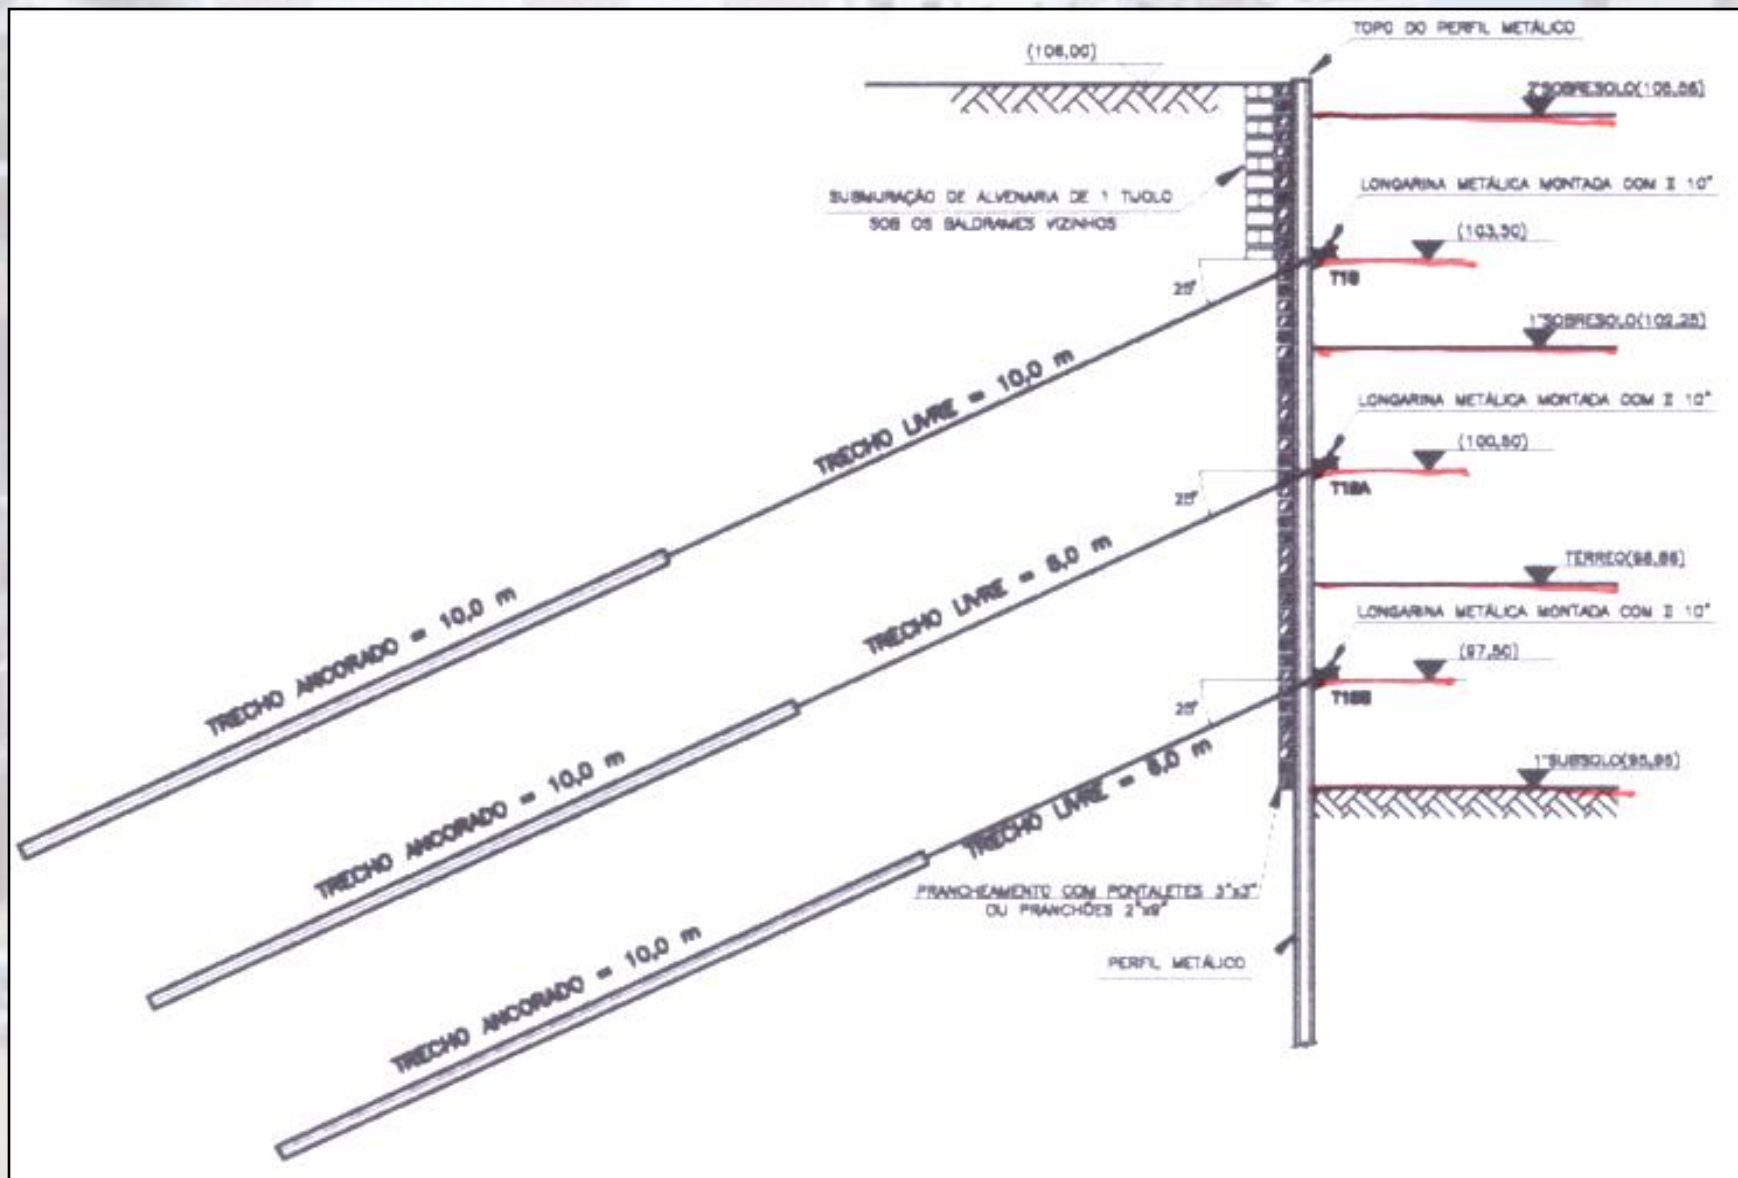 TOPO DO PERFIL METÁLICO
(106,00)
2°SOBRESOLO
SUBMURAÇÃO DE ALVENARIA DE 1 TIJOLO
SOB OS BALDRAMES VIZINHOS
LONGARINA METÁLICA MONTADA COM 10"
(103,50)
25°
1°SOBRESOLO(102,25)
TRECHO LIVRE = 10,0 m
LONGARINA METÁLICA MONTADA COM 10"
(100,50)
T18A
25°
TRECHO ANCORADO = 10,0 m
TRECHO LIVRE = 8,0 m
TERREO(98,86)
LONGARINA METÁLICA MONTADA COM 10"
(97,50)
T18B
25°
TRECHO ANCORADO = 10,0 m
TRECHO LIVRE = 6,0 m
1°SUBSOLO(95,95)
PRANCHEAMENTO COM PONTALETES 3"x3"
OU PRANCHÕES 2"x9"
TRECHO ANCORADO = 10,0 m
PERFIL METÁLICO